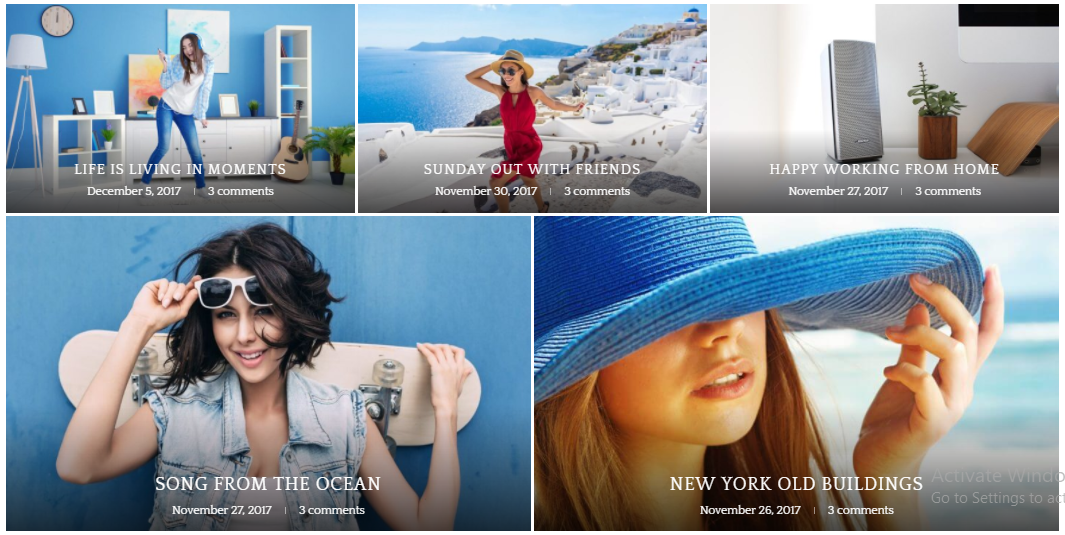 LIFE IS LIVING IN MOMENTS
December 5, 2017 | 3 comments
SUNDAY OUT WITH FRIENDS
November 30, 2017 | 3 comments
HAPPY WORKING FROM HOME
November 27, 2017 | 3 comments
SONG FROM THE OCEAN
November 27, 2017 | 3 comments
NEW YORK OLD BUILDINGS
November 26, 2017 | 3 comments
Activate Windo
Go to Settings to act